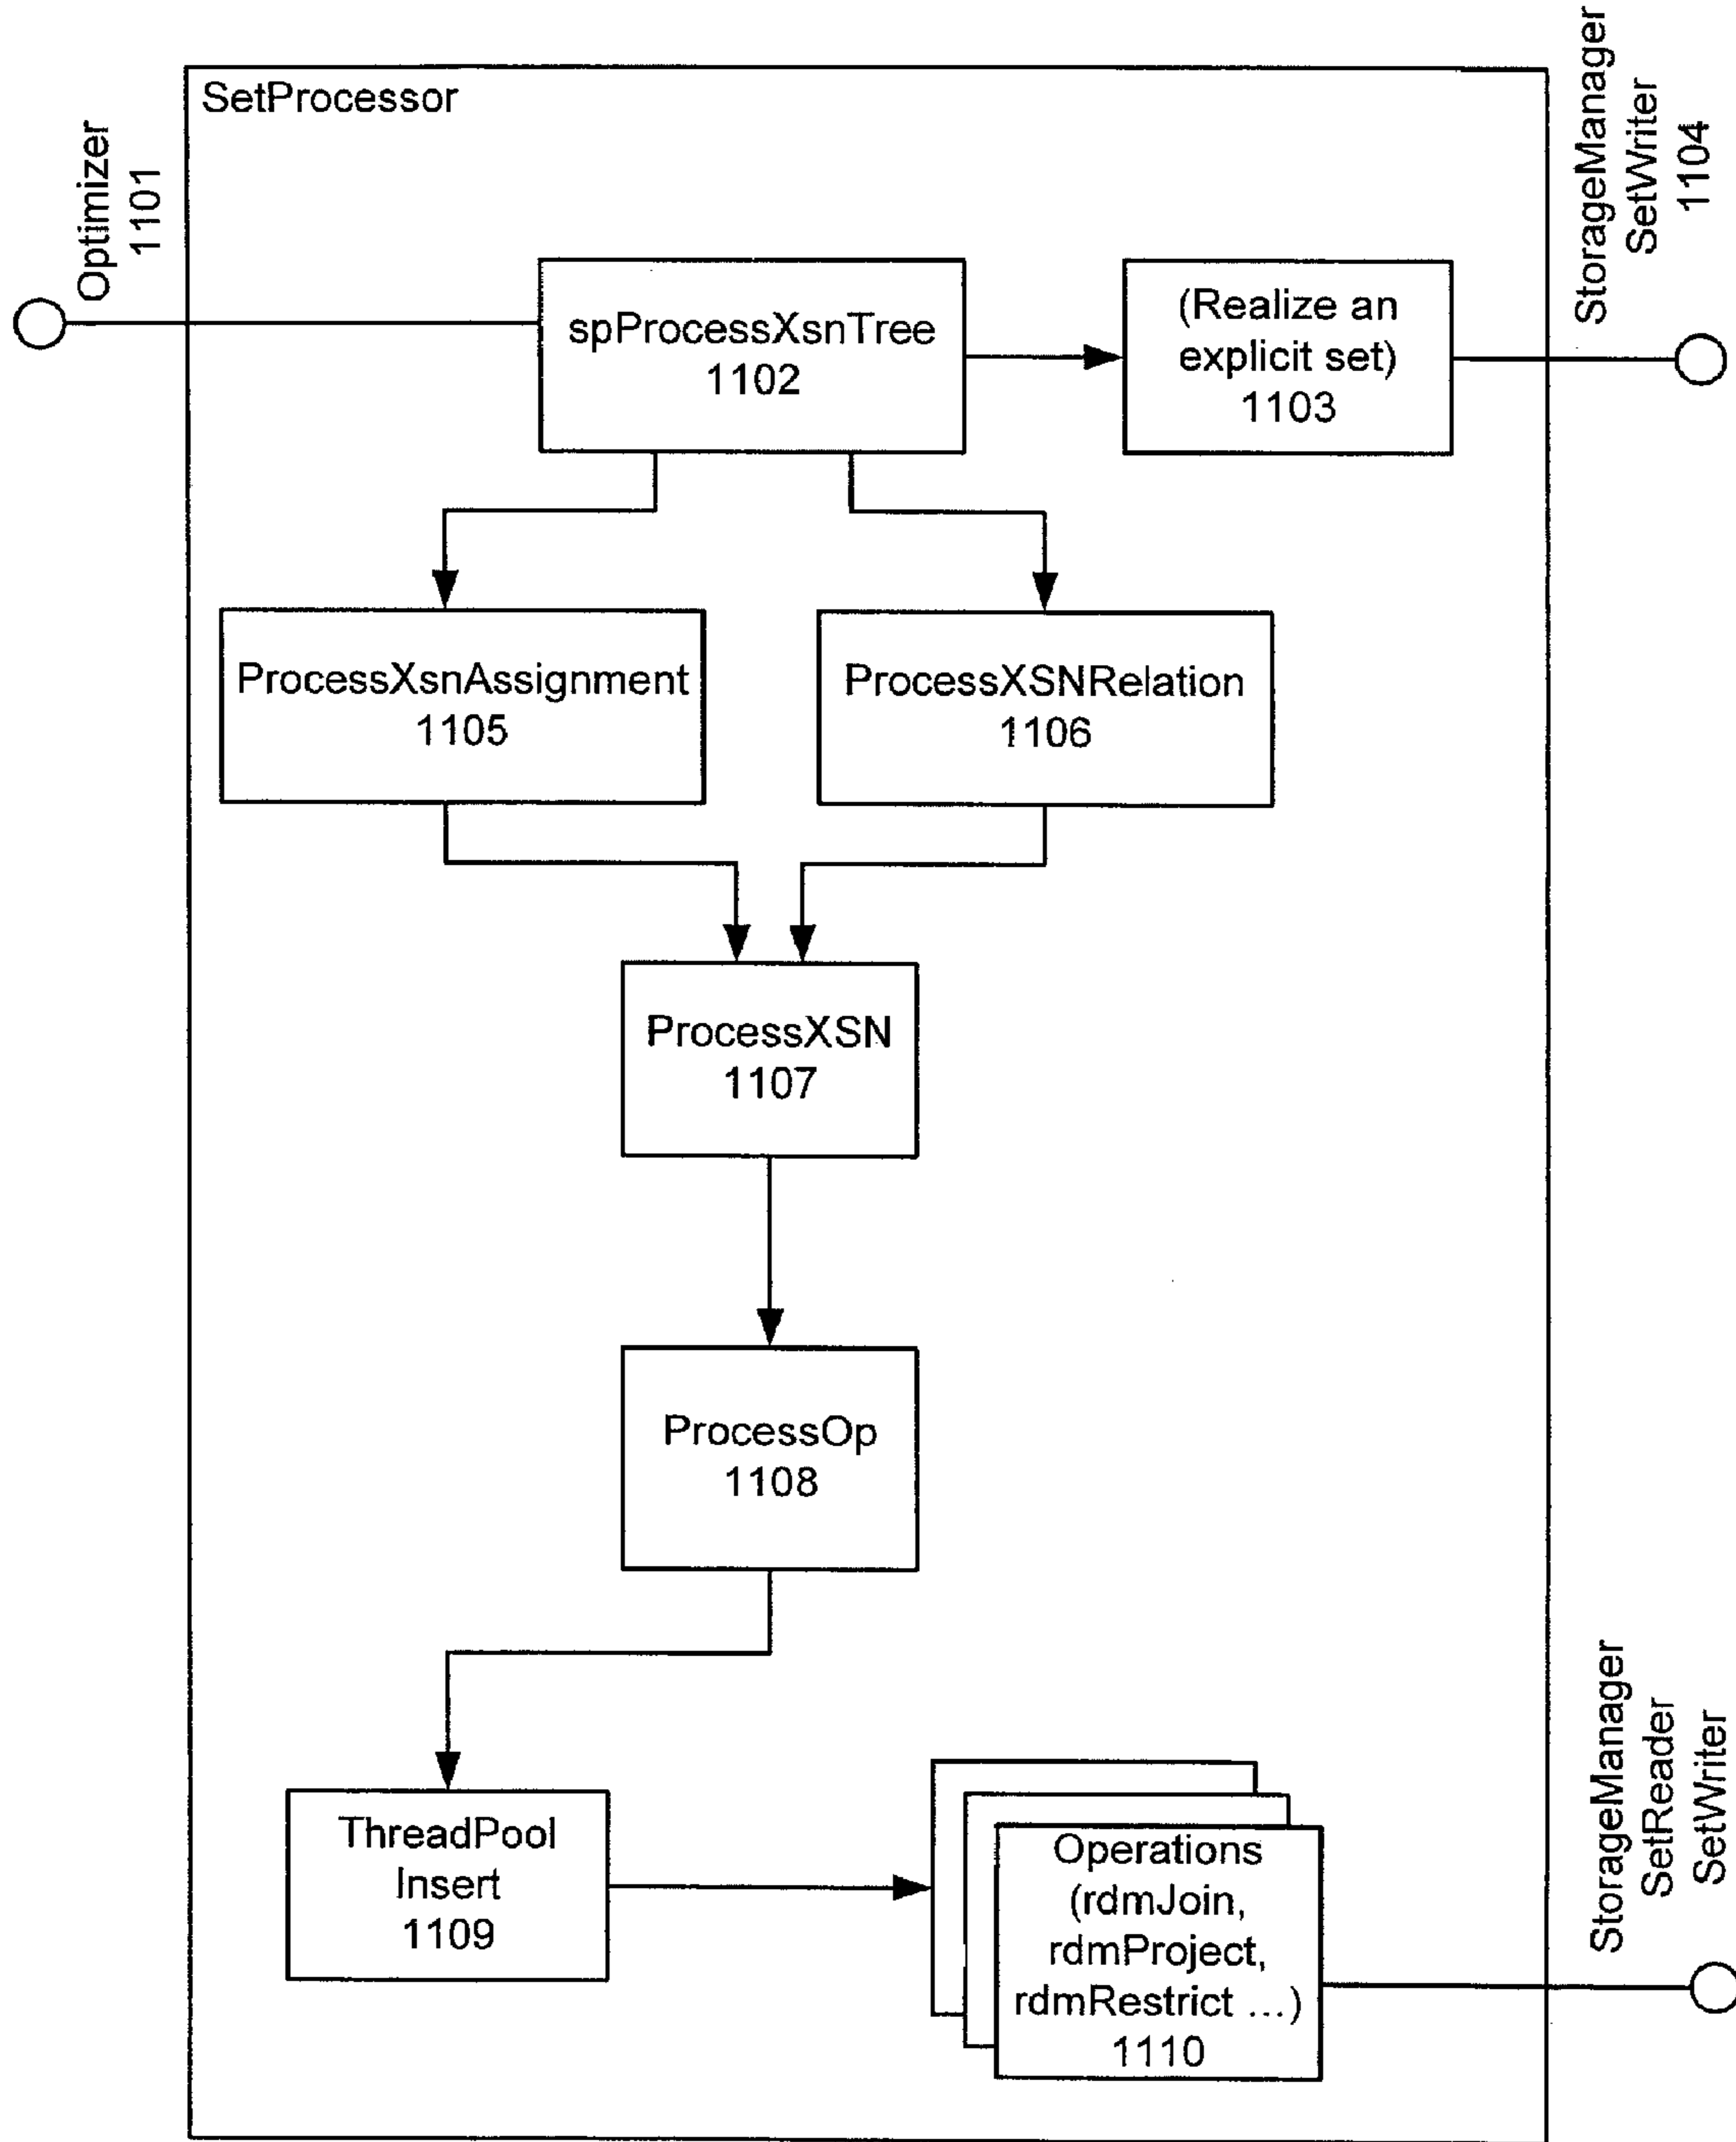 SetProcessor
Optimizer
1101
StorageManager
SetWriter
1104
spProcessXsnTree
1102
(Realize an
explicit set)
1103
ProcessXsnAssignment
1105
ProcessXSNRelation
1106
ProcessXSN
1107
ProcessOp
1108
ThreadPool
Insert
1109
Operations
(rdmJoin,
rdmProject,
rdmRestrict ...)
1110
StorageManager
SetReader
SetWriter